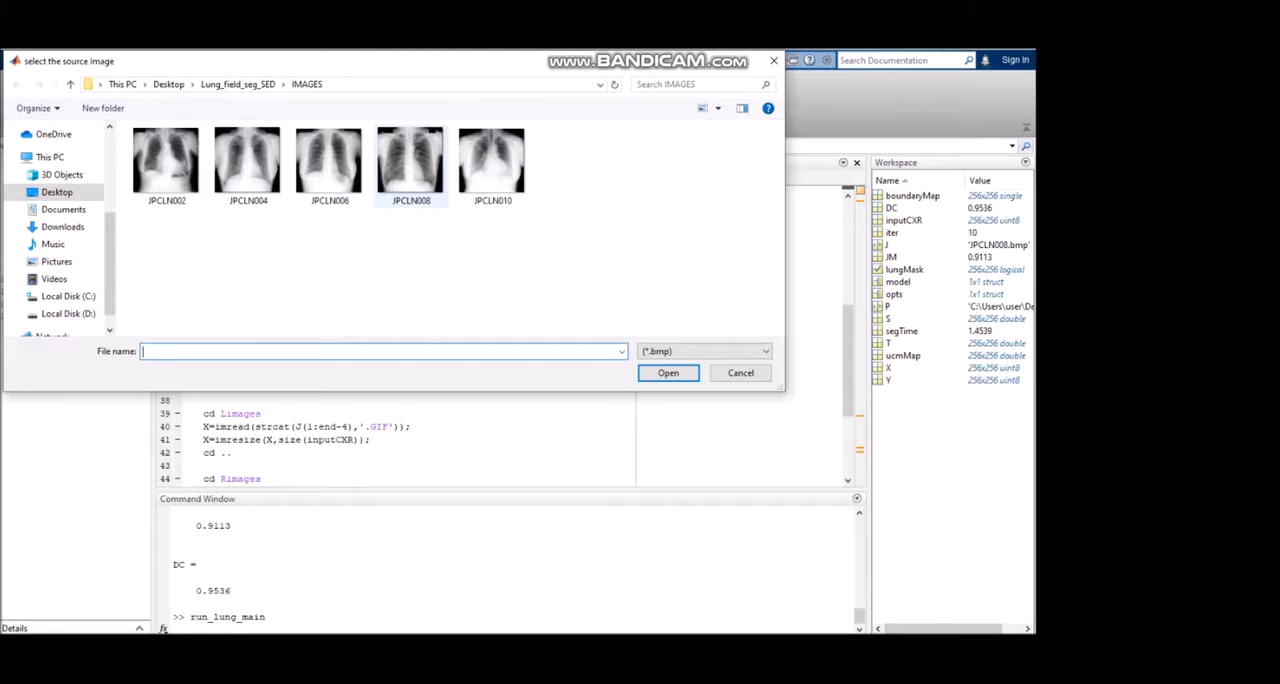 select the source Image
www.BANDICAM.com
Search Documentation
Sign In
This PC > Desktop > Lung_field_seg_SED > IMAGES
Search IMAGES
Organize
New folder
OneDrive
This PC
3D Objects
Desktop
Documents
Downloads
Music
Pictures
Videos
Local Disk (C:)
Local Disk (D:)
JPCLN002
JPCLN004
JPCLN006
JPCLN008
JPCLN010
File name:
(*.bmp)
Open
Cancel
Workspace
Name Value
boundaryMap 256x256 single
DC 0.9536
inputCXR 256x256 uint8
iter 10
J 'JPCLN008.bmp'
JM 0.9113
lungMask 256x256 logical
model 1x1 struct
opts 1x1 struct
P 'C:\Users\user\De
S 256x256 double
segTime 1.4539
T 256x256 double
ucmMap 256x256 double
X 256x256 uint8
Y 256x256 uint8
38
39 - cd Limages
40 - X=imread(strcat(J(1:end-4),'.GIF'));
41 - X=imresize(X,size(inputCXR));
42 - cd ..
43
44 - cd Rimages
Command Window
0.9113
DC =
0.9536
>> run_lung_main
fx
Details